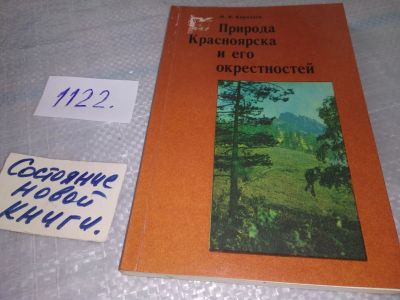 Природа
Красноярска
и его
окрестностей
1122.
Состояние
новой
книги.